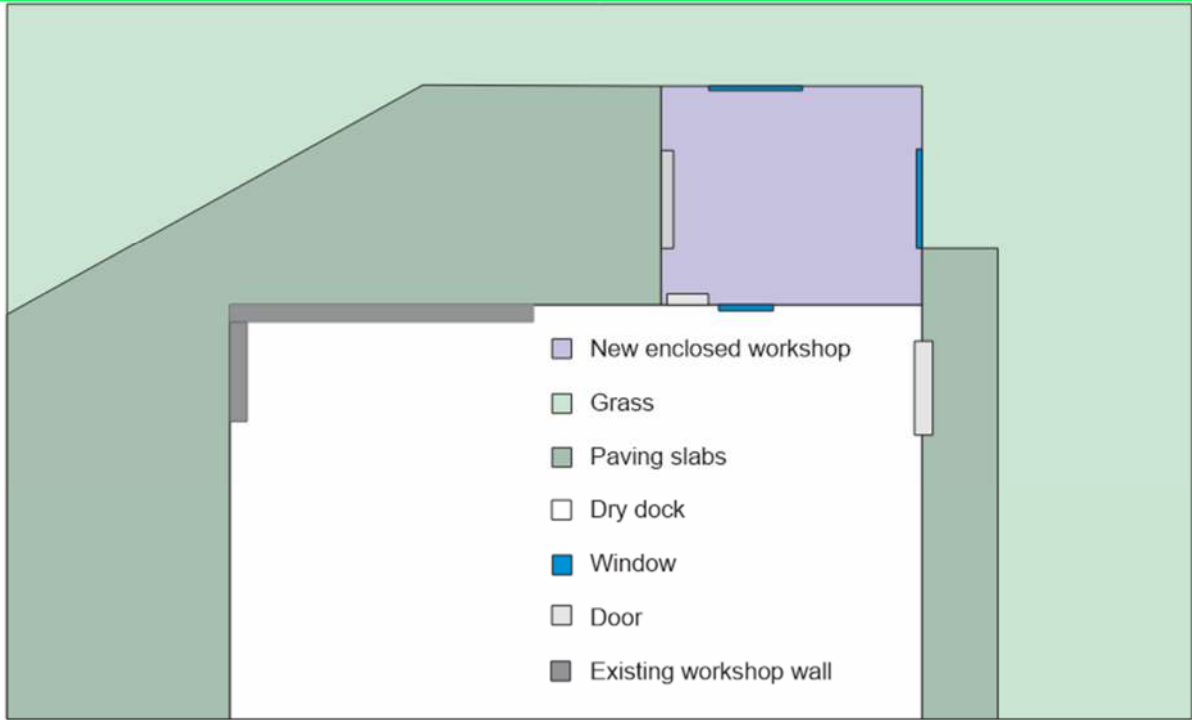 New enclosed workshop
Grass
Paving slabs
Dry dock
Window
Door
Existing workshop wall